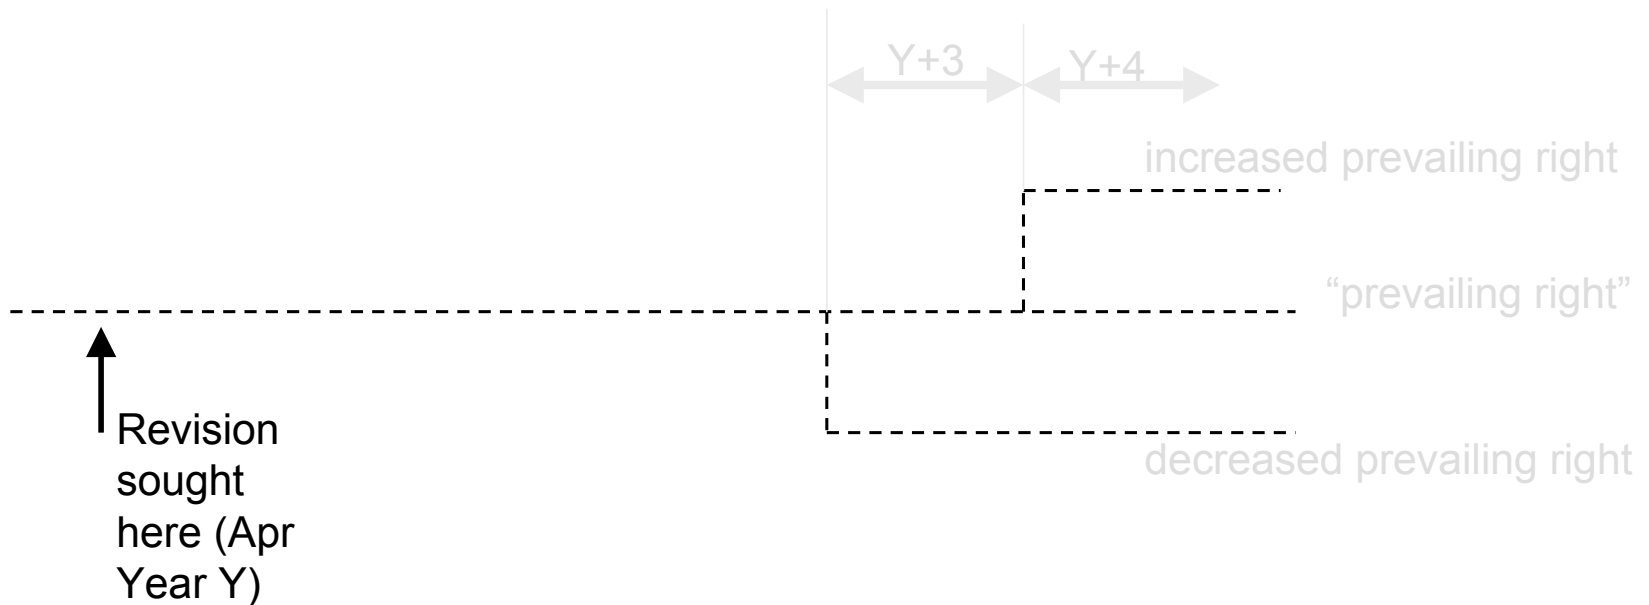 Y+3
Y+4
increased prevailing right
“prevailing right”
Revision
sought
here (Apr
Year Y)
decreased prevailing right